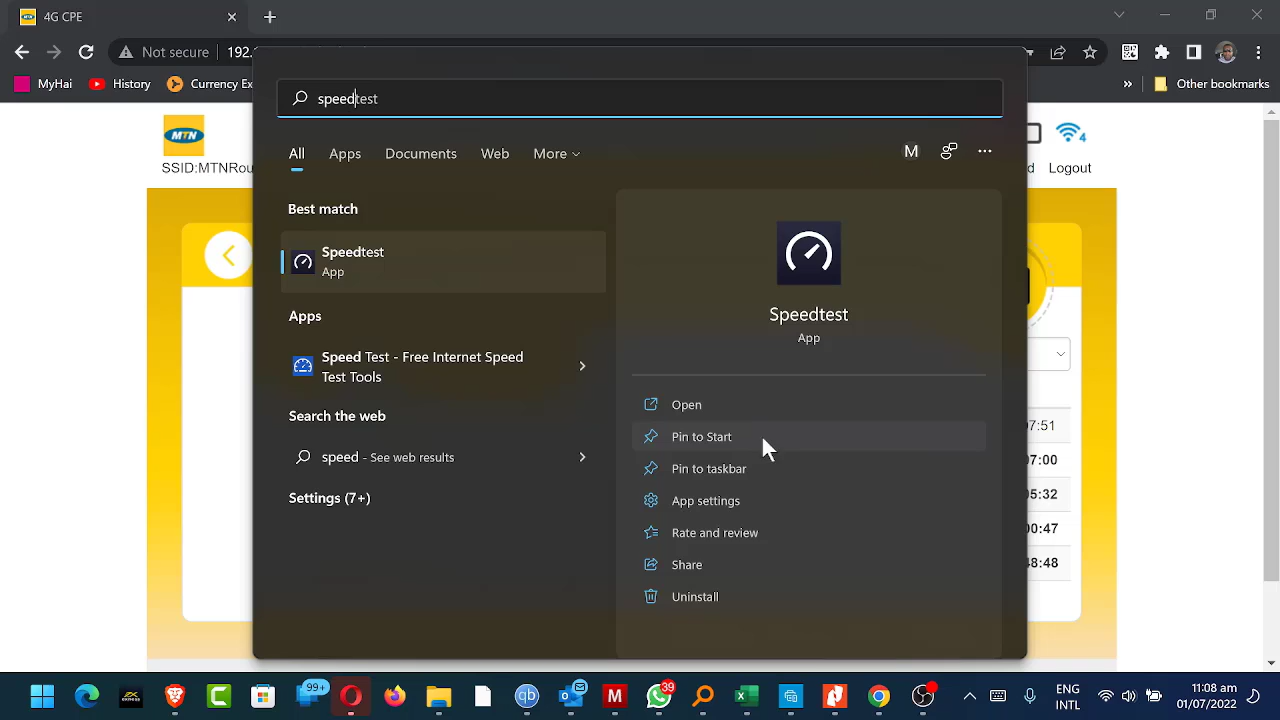 4G CPE
Not secure
192.
MyHai
History
Currency Ex
Other bookmarks
speedtest
MTN
4
SSID:MTNRou
d
Logout
All
Apps
Documents
Web
More
M
Best match
Speedtest
App
Apps
Speed Test - Free Internet Speed
Test Tools
Search the web
speed - See web results
Settings (7+)
Speedtest
App
Open
Pin to Start
Pin to taskbar
App settings
Rate and review
Share
Uninstall
07:51
07:00
05:32
00:47
48:48
99+
qb
M
39
ENG
INTL
11:08 am
01/07/2022